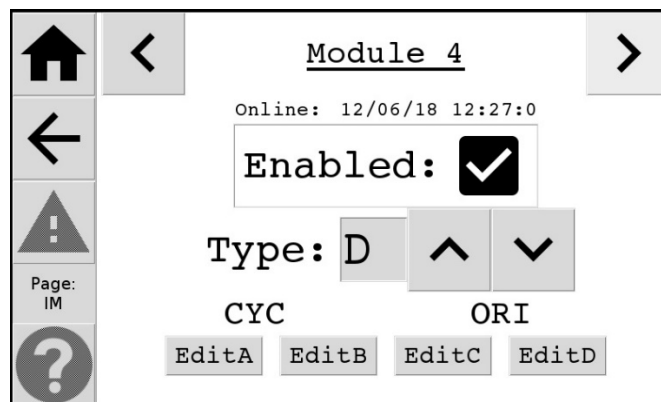 Module 4
Online: 12/06/18 12:27:0
Enabled:
Type: D
Page:
IM
CYC ORI
EditA EditB EditC EditD